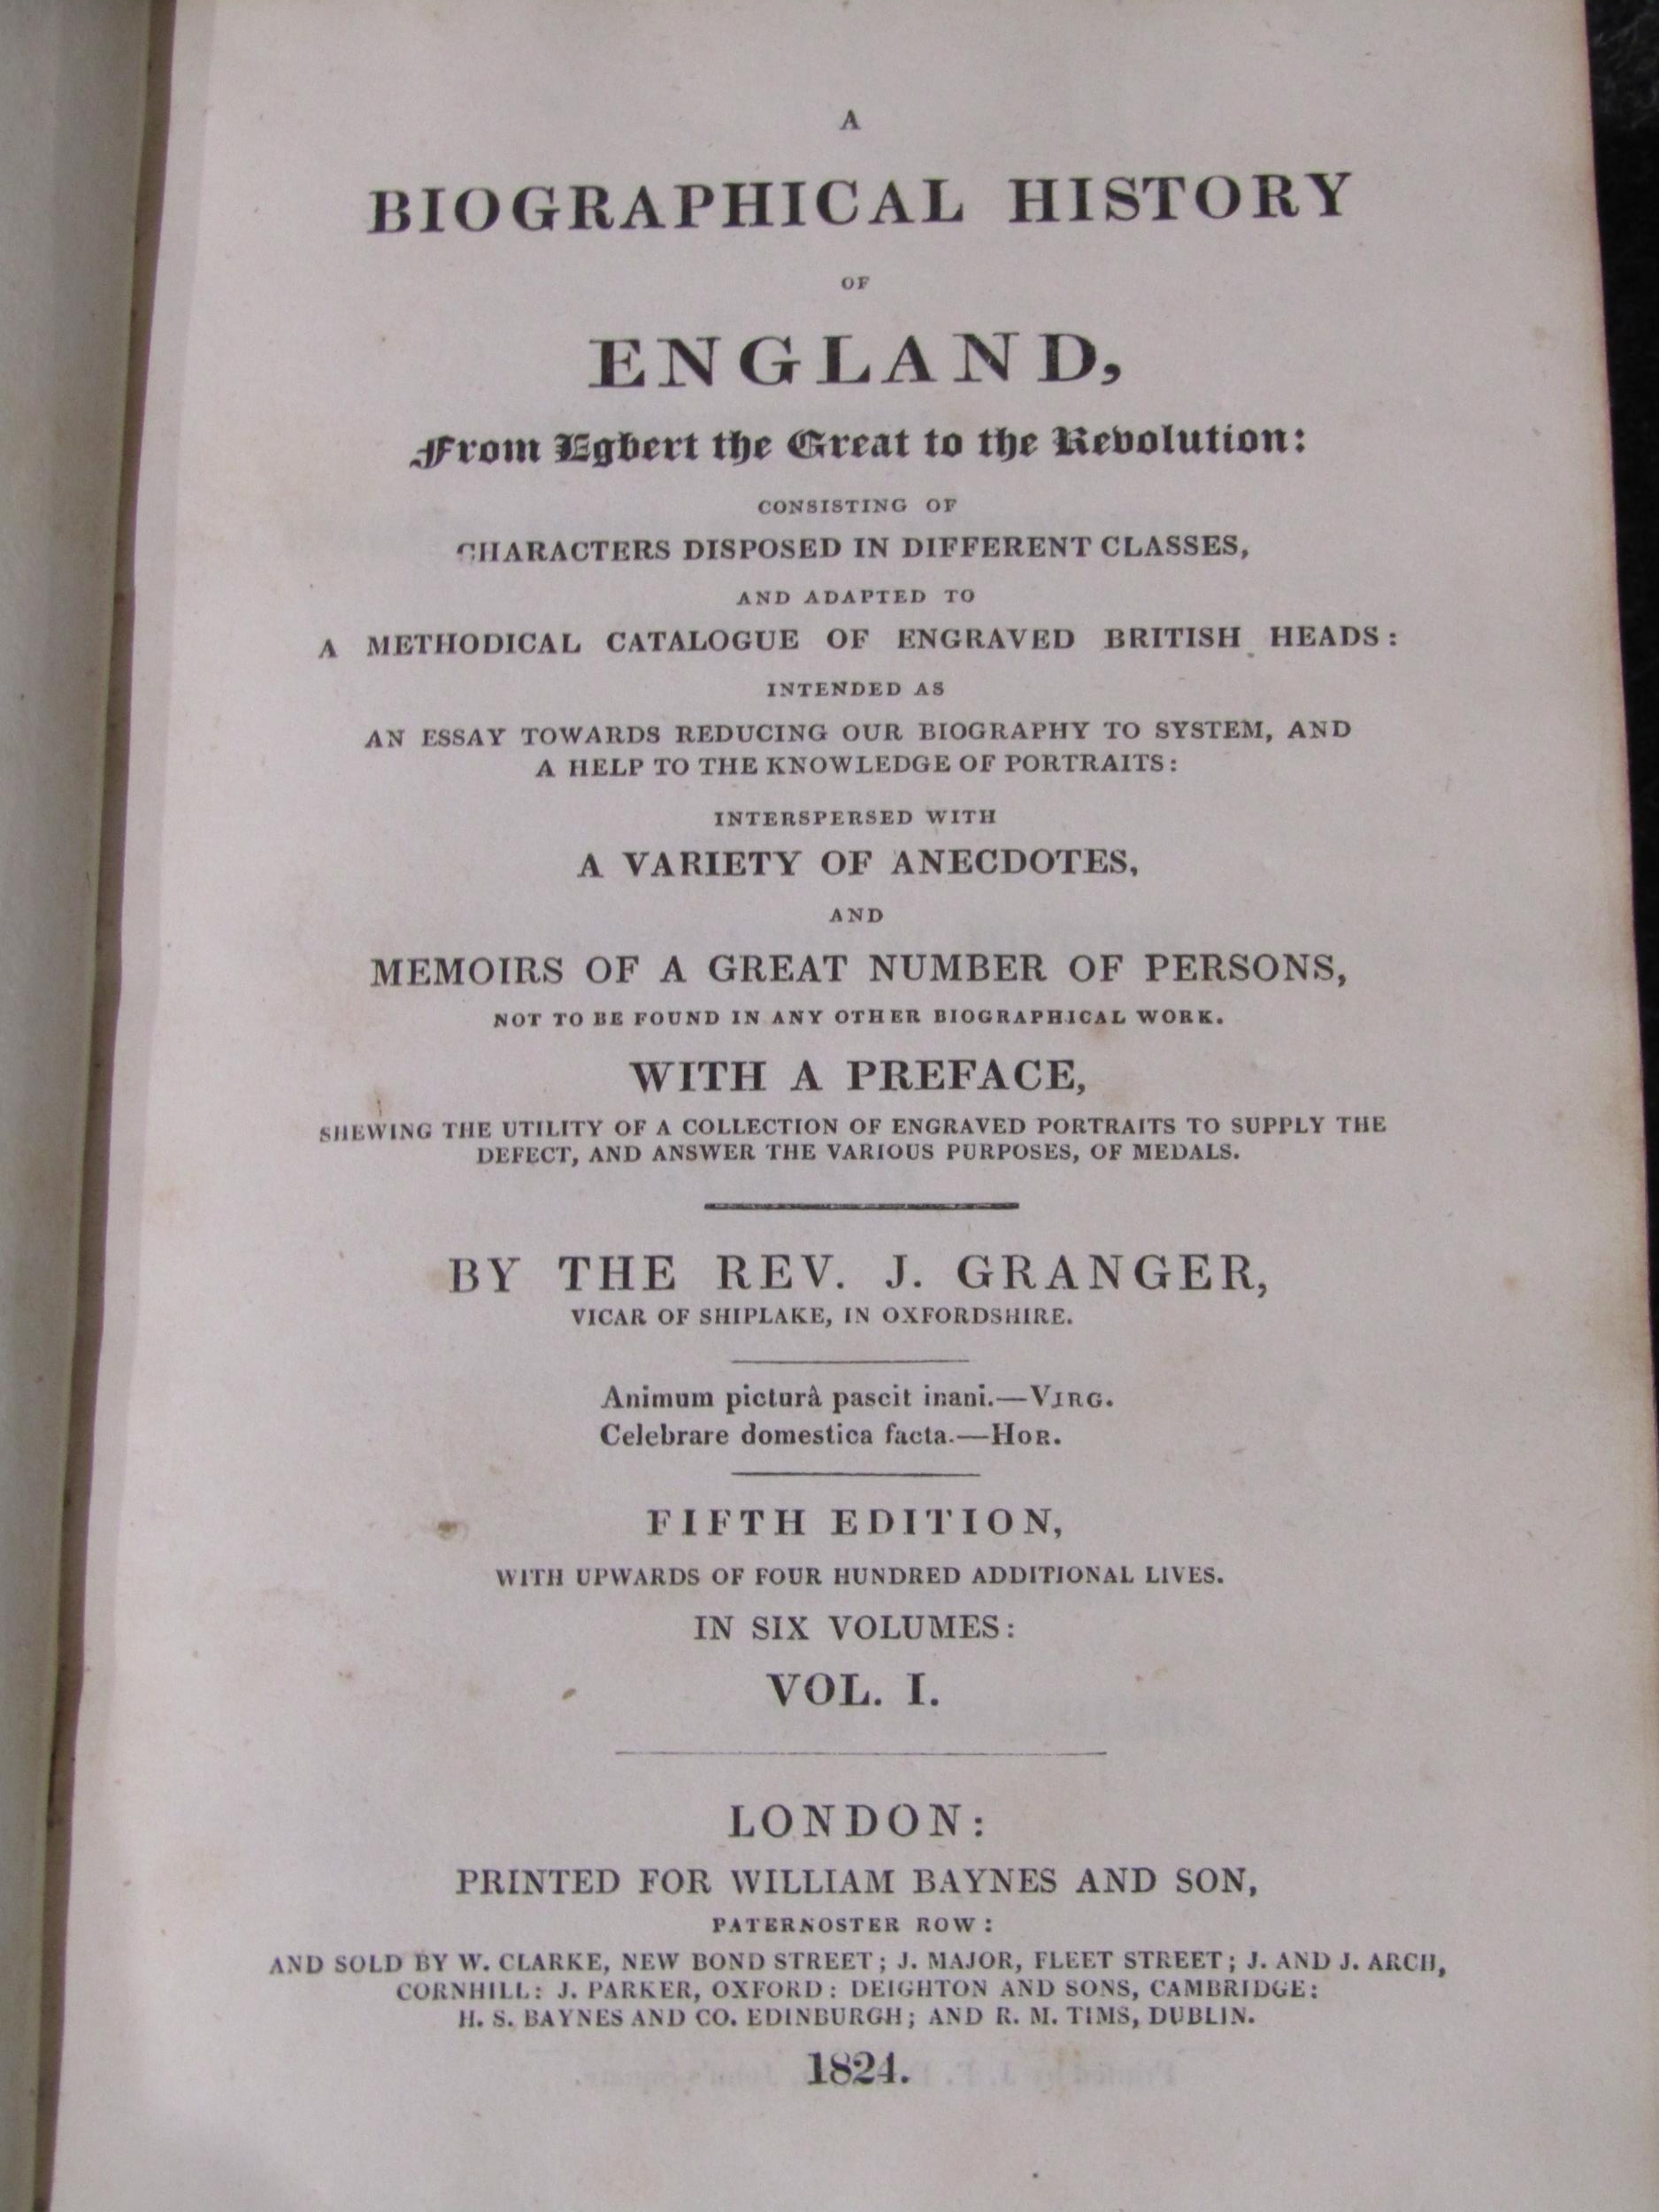 A
BIOGRAPHICAL HISTORY
OF
ENGLAND,
From Egbert the Great to the Revolution:
CONSISTING OF
CHARACTERS DISPOSED IN DIFFERENT CLASSES,
AND ADAPTED TO
A METHODICAL CATALOGUE OF ENGRAVED BRITISH HEADS:
INTENDED AS
AN ESSAY TOWARDS REDUCING OUR BIOGRAPHY TO SYSTEM, AND
A HELP TO THE KNOWLEDGE OF PORTRAITS:
INTERSPERSED WITH
A VARIETY OF ANECDOTES,
AND
MEMOIRS OF A GREAT NUMBER OF PERSONS,
NOT TO BE FOUND IN ANY OTHER BIOGRAPHICAL WORK.
WITH A PREFACE,
SHEWING THE UTILITY OF A COLLECTION OF ENGRAVED PORTRAITS TO SUPPLY THE
DEFECT, AND ANSWER THE VARIOUS PURPOSES, OF MEDALS.
BY THE REV. J. GRANGER,
VICAR OF SHIPLAKE, IN OXFORDSHIRE.
Animum picturâ pascit inani.—VIRG.
Celebrare domestica facta.—HOR.
FIFTH EDITION,
WITH UPWARDS OF FOUR HUNDRED ADDITIONAL LIVES.
IN SIX VOLUMES:
VOL. I.
LONDON:
PRINTED FOR WILLIAM BAYNES AND SON,
PATERNOSTER ROW:
AND SOLD BY W. CLARKE, NEW BOND STREET; J. MAJOR, FLEET STREET; J. AND J. ARCH,
CORNHILL: J. PARKER, OXFORD: DEIGHTON AND SONS, CAMBRIDGE:
H. S. BAYNES AND CO. EDINBURGH; AND R. M. TIMS, DUBLIN.
1824.